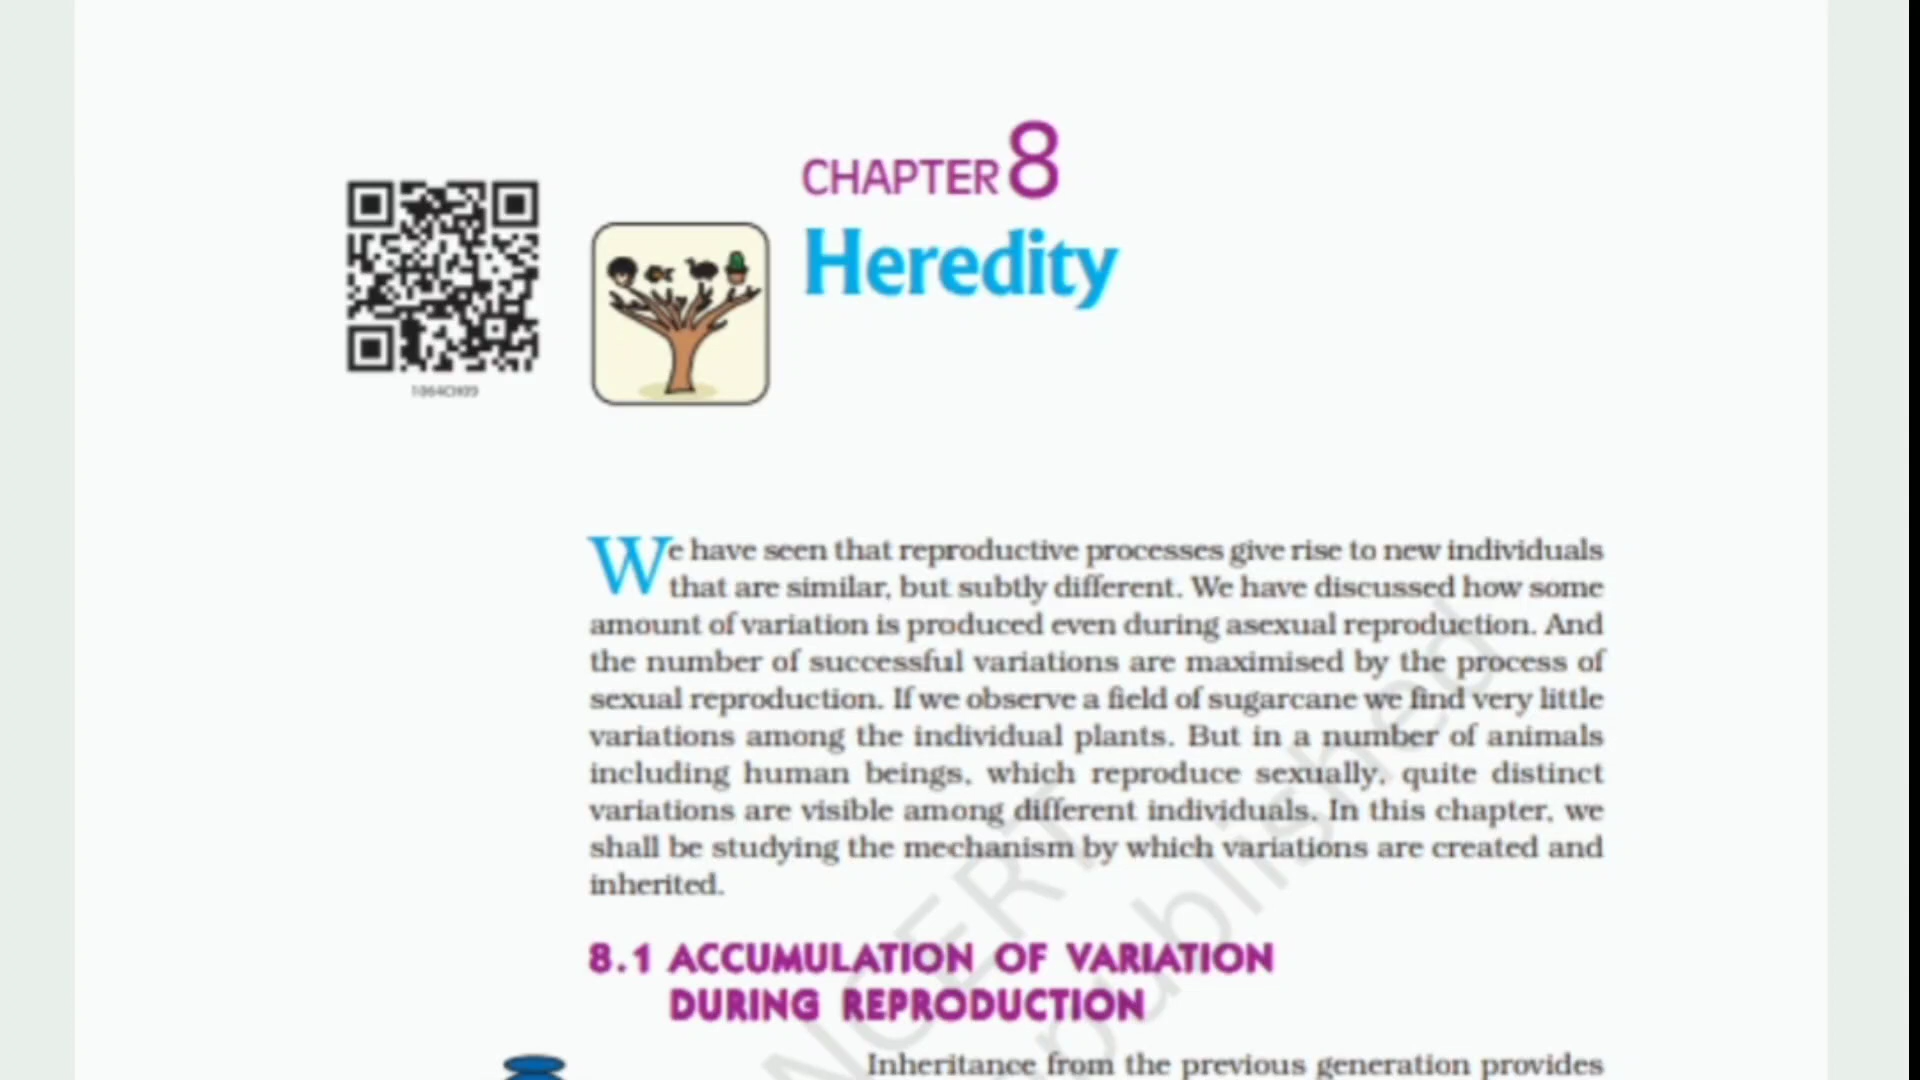 CHAPTER 8
Heredity
We have seen that reproductive processes give rise to new individuals
that are similar, but subtly different. We have discussed how some
amount of variation is produced even during asexual reproduction. And
the number of successful variations are maximised by the process of
sexual reproduction. If we observe a field of sugarcane we find very little
variations among the individual plants. But in a number of animals
including human beings, which reproduce sexually, quite distinct
variations are visible among different individuals. In this chapter, we
shall be studying the mechanism by which variations are created and
inherited.
8.1 ACCUMULATION OF VARIATION
DURING REPRODUCTION
Inheritance from the previous generation provides
NCERT
published